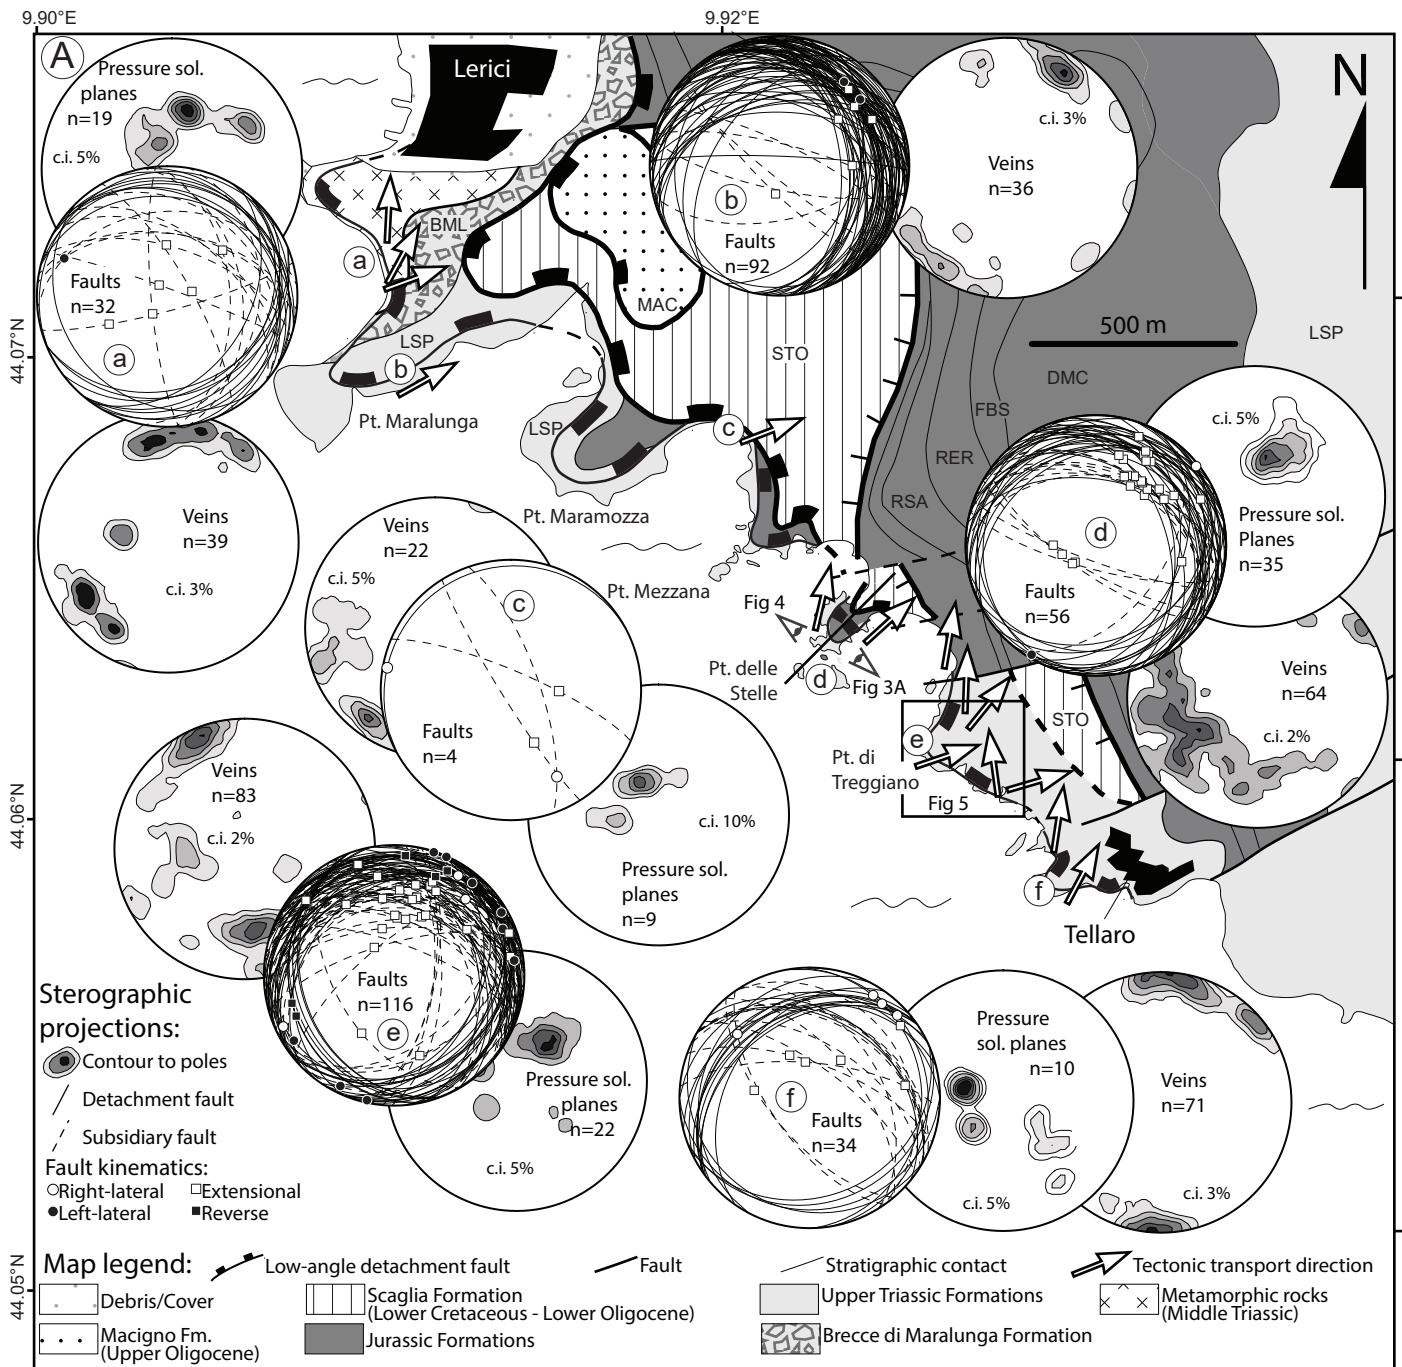 9.90°E
9.92°E
A
Pressure sol.
planes
n=19
c.i. 5%
Lerici
N
c.i. 3%
Veins
n=36
b
Faults
n=92
BML
a
Faults
n=32
a
MAC
500 m
LSP
44.07°N
LSP
b
STO
DMC
Pt. Maralunga
FBS
c.i. 5%
LSP
c
RER
Veins
n=39
c.i. 3%
RSA
Pt. Maramozza
Pressure sol.
Planes
n=35
d
Faults
n=56
Veins
n=22
c.i. 5%
c
Faults
n=4
Pt. Mezzana
Fig 4
Pt. delle
Stelle
d
Fig 3A
Veins
n=64
c.i. 2%
STO
e
Pt. di
Treggiano
Fig 5
44.06°N
Veins
n=83
c.i. 2%
c.i. 10%
Pressure sol.
planes
n=9
f
Tellaro
Faults
n=116
e
Pressure sol.
planes
n=22
c.i. 5%
Pressure
sol. planes
n=10
c.i. 5%
f
Faults
n=34
Veins
n=71
c.i. 3%
Sterographic
projections:
Contour to poles
Detachment fault
Subsidiary fault
Fault kinematics:
Right-lateral Extensional
Left-lateral Reverse
44.05°N
Map legend:
Low-angle detachment fault
Fault
Stratigraphic contact
Tectonic transport direction
Debris/Cover
Scaglia Formation
(Lower Cretaceous - Lower Oligocene)
Upper Triassic Formations
Metamorphic rocks
(Middle Triassic)
Macigno Fm.
(Upper Oligocene)
Jurassic Formations
Brecce di Maralunga Formation